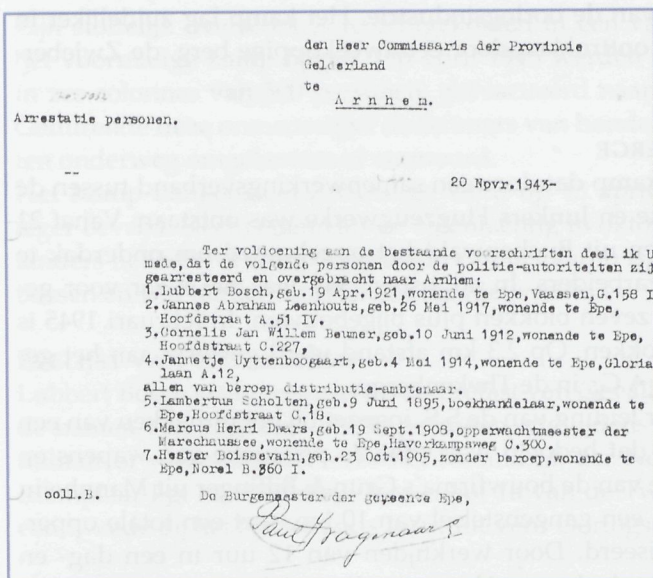 den Heer Commissaris der Provincie
Gelderland
te
Arnhem.
Arrestatie personen.
--
20 Npvr.1943-
Ter voldoening aan de bestaande voorschriften deel ik U
mede, dat de volgende personen door de politie-autoriteiten zij
gearresteerd en overgebracht naar Arnhem:
1.Lubbert Bosch,geb.19 Apr.1921,wonende te Epe,Vaassen,G.158 I
2.Jannes Abraham Leenhouts,geb.26 Mei 1917,wonende te Epe,
Hoofdstraat A.51 IV.
3.Cornelis Jan Willem Beumer,geb.10 Juni 1912,wonende te Epe,
Hoofdstraat C.227,
4.Jannetje Uyttenboogaart,geb.4 Mei 1914,wonende te Epe,Gloria
laan A.12,
allen van beroep distributie-ambtenaar.
5.Lambertus Scholten,geb.9 Juni 1895,boekhandelaar,wonende te
Epe,Hoofdstraat C.18.
6.Marcus Henri Dwars,geb.19 Sept.1908,opperwachtmeester der
Marechaussee,wonende te Epe,Haverkampsweg C.300.
7.Hester Boissevain,geb.23 Oct.1905,zonder beroep,wonende te
Epe,Norel B.360 I.
coll.B.
De Burgemeester der gemeente Epe,